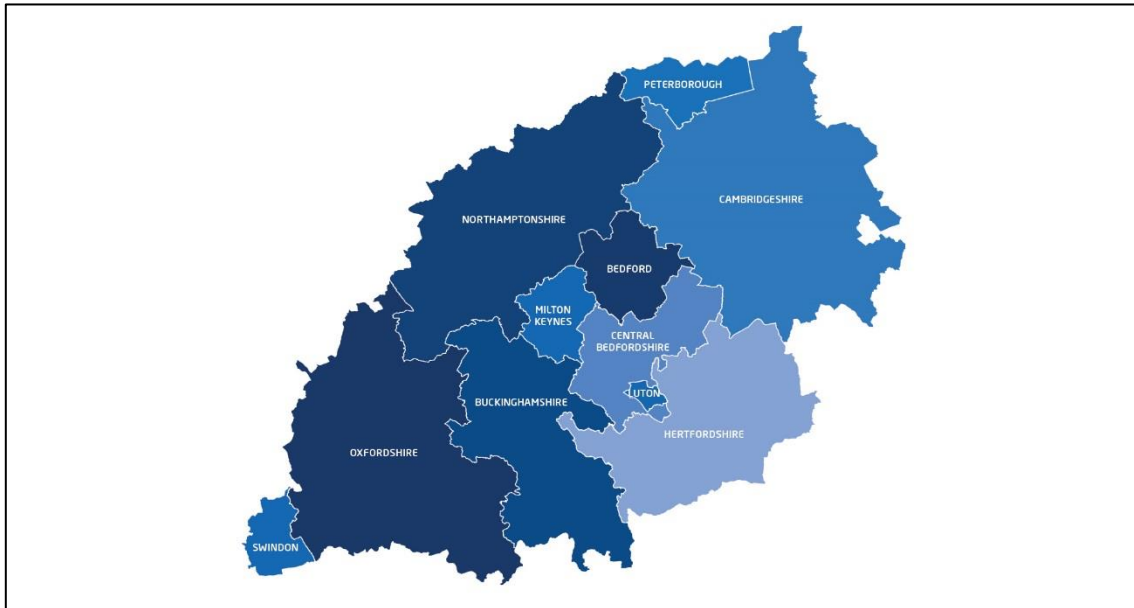 PETERBOROUGH
CAMBRIDGESHIRE
NORTHAMPTONSHIRE
BEDFORD
MILTON
KEYNES
CENTRAL
BEDFORDSHIRE
LUTON
BUCKINGHAMSHIRE
HERTFORDSHIRE
OXFORDSHIRE
SWINDON